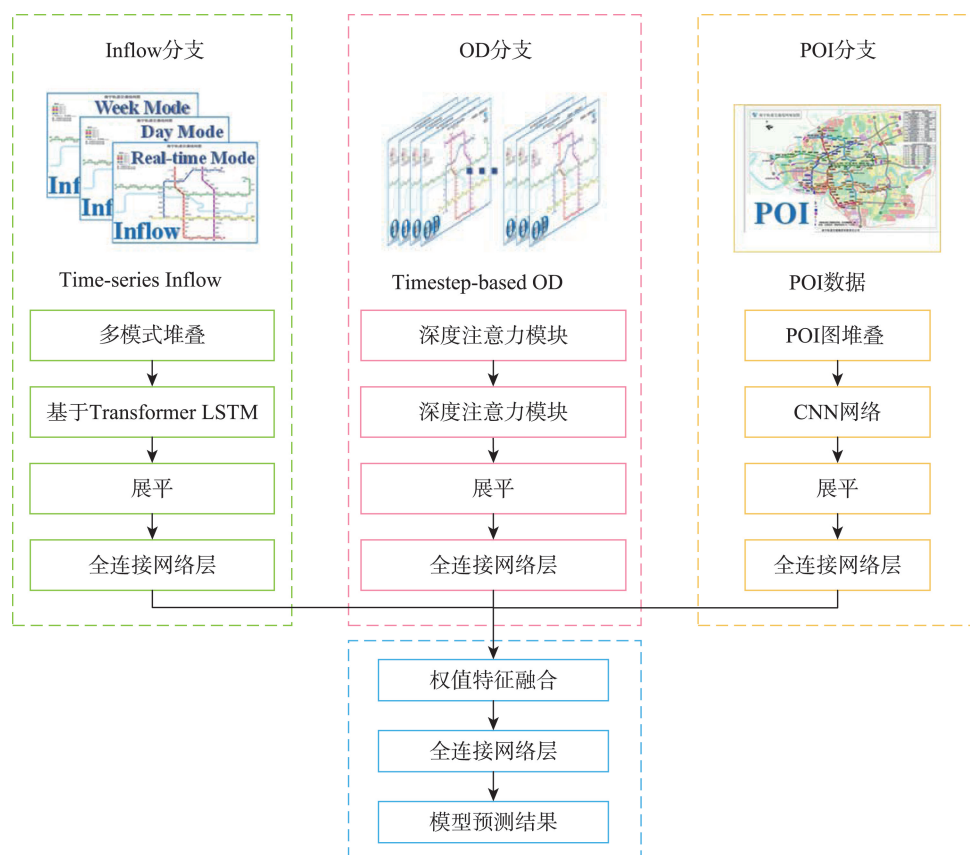 Inflow分支
Week Mode
Day Mode
Real-time Mode
Inf
Inf
Inflow
Time-series Inflow
多模式堆叠
基于Transformer LSTM
展平
全连接网络层
OD分支
OD
Timestep-based OD
深度注意力模块
深度注意力模块
展平
全连接网络层
POI分支
POI
POI数据
POI图堆叠
CNN网络
展平
全连接网络层
权值特征融合
全连接网络层
模型预测结果